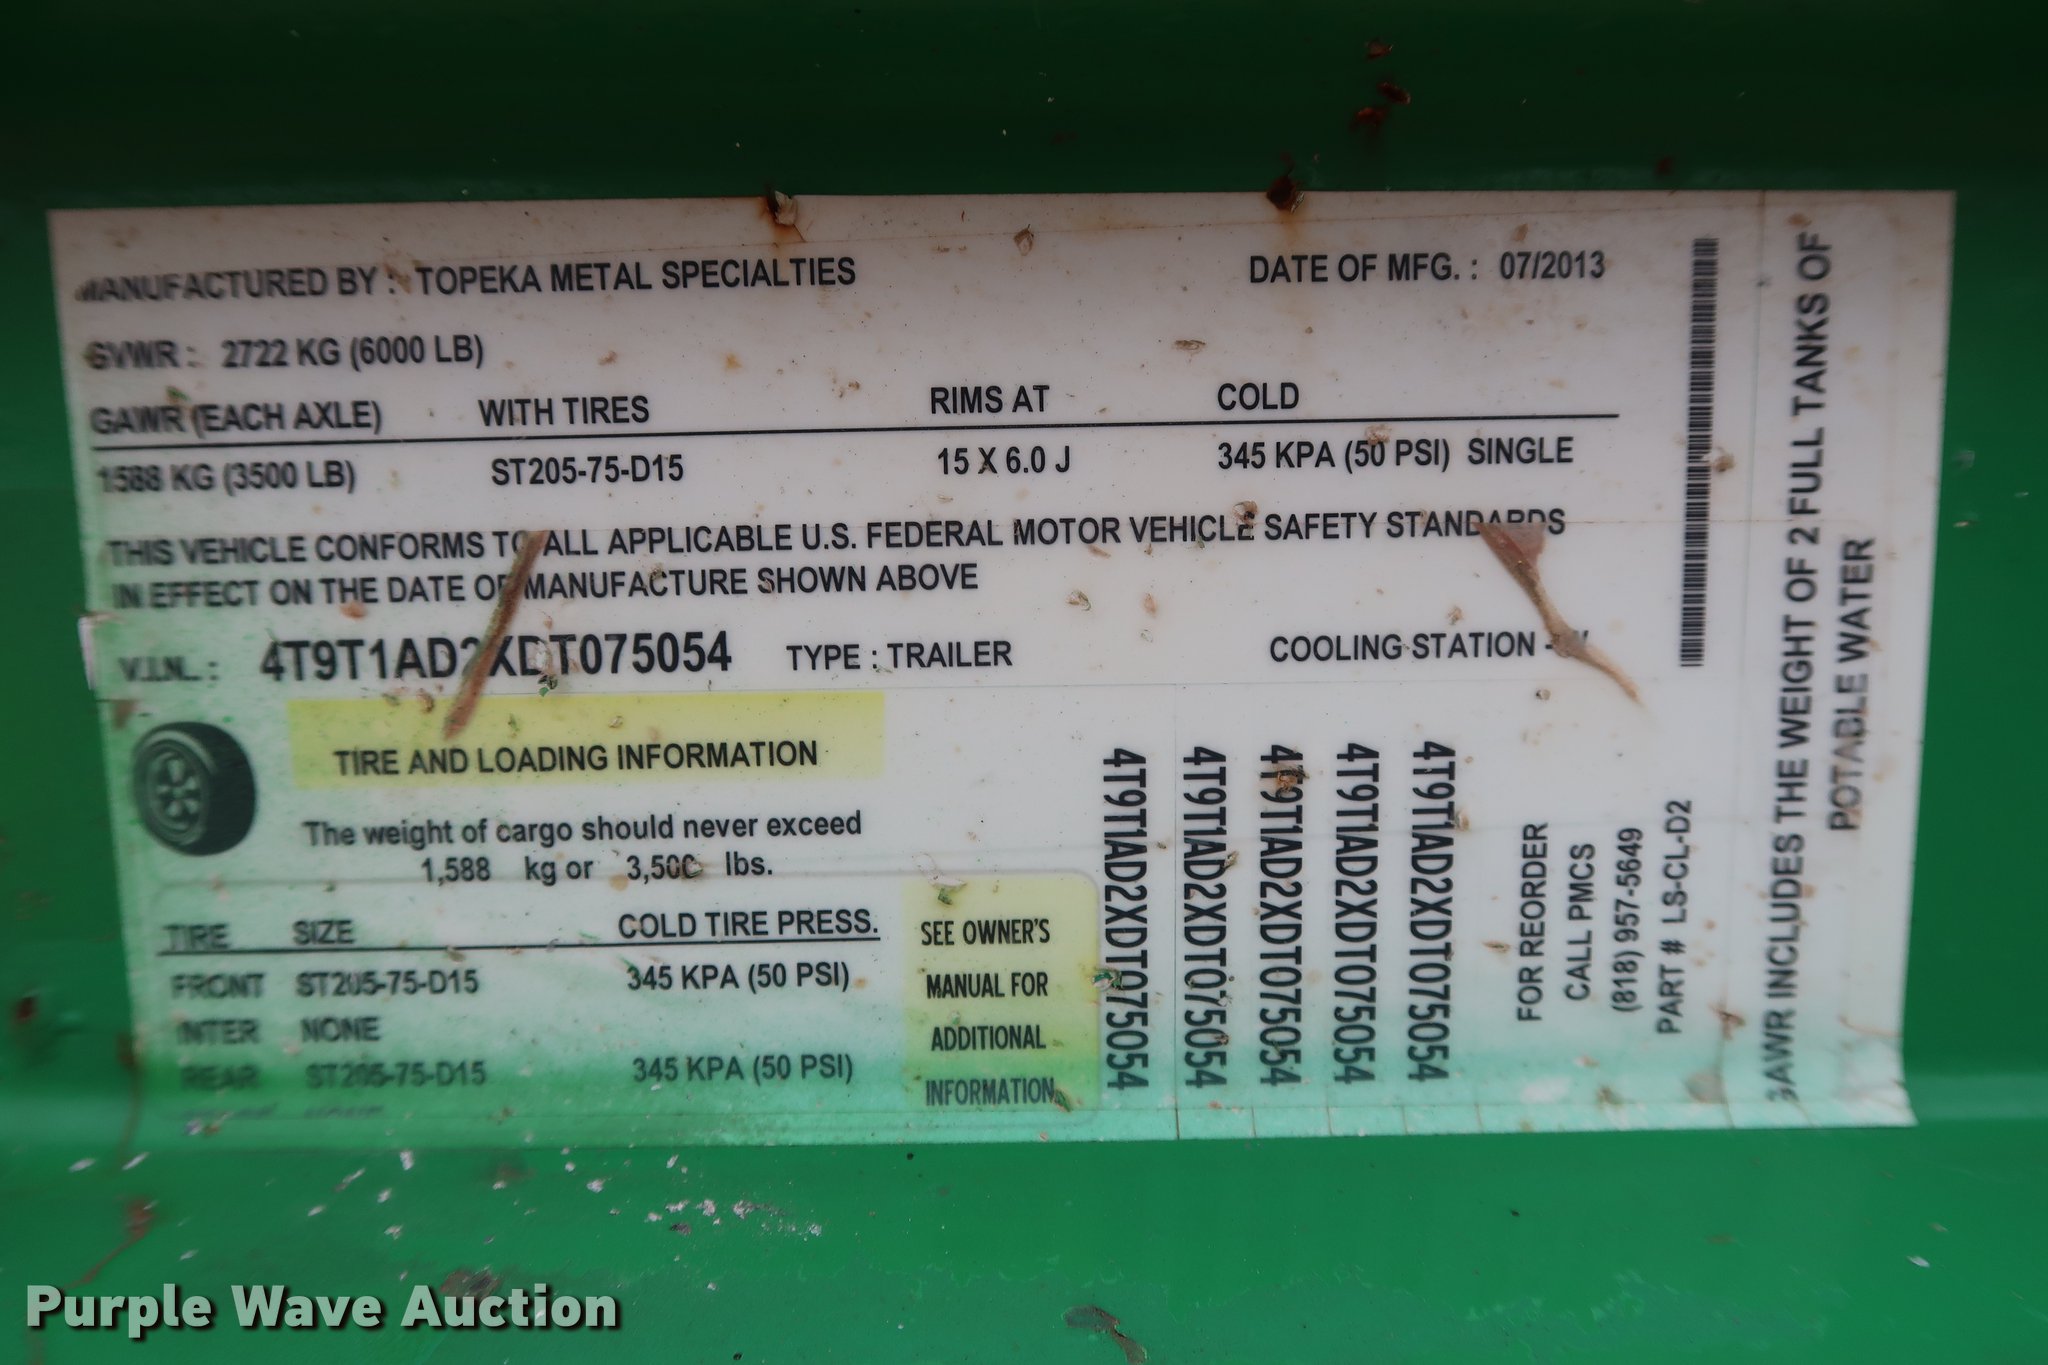 MANUFACTURED BY : TOPEKA METAL SPECIALTIES DATE OF MFG. : 07/2013
GVWR : 2722 KG (6000 LB)
GAWR (EACH AXLE) WITH TIRES RIMS AT COLD
1588 KG (3500 LB) ST205-75-D15 15 X 6.0 J 345 KPA (50 PSI) SINGLE
THIS VEHICLE CONFORMS TO ALL APPLICABLE U.S. FEDERAL MOTOR VEHICLE SAFETY STANDARDS
IN EFFECT ON THE DATE OF MANUFACTURE SHOWN ABOVE
V.I.N. : 4T9T1AD2XDT075054 TYPE : TRAILER COOLING STATION -
TIRE AND LOADING INFORMATION
The weight of cargo should never exceed
1,588 kg or 3,500 lbs.
TIRE SIZE COLD TIRE PRESS.
FRONT ST205-75-D15 345 KPA (50 PSI)
INTER NONE
REAR ST205-75-D15 345 KPA (50 PSI)
SEE OWNER'S
MANUAL FOR
ADDITIONAL
INFORMATION
4T9T1AD2XDT075054
4T9T1AD2XDT075054
4T9T1AD2XDT075054
4T9T1AD2XDT075054
4T9T1AD2XDT075054
FOR REORDER
CALL PMCS
(818) 957-5649
PART # LS-CL-D2
GAWR INCLUDES THE WEIGHT OF 2 FULL TANKS OF
POTABLE WATER
Purple Wave Auction